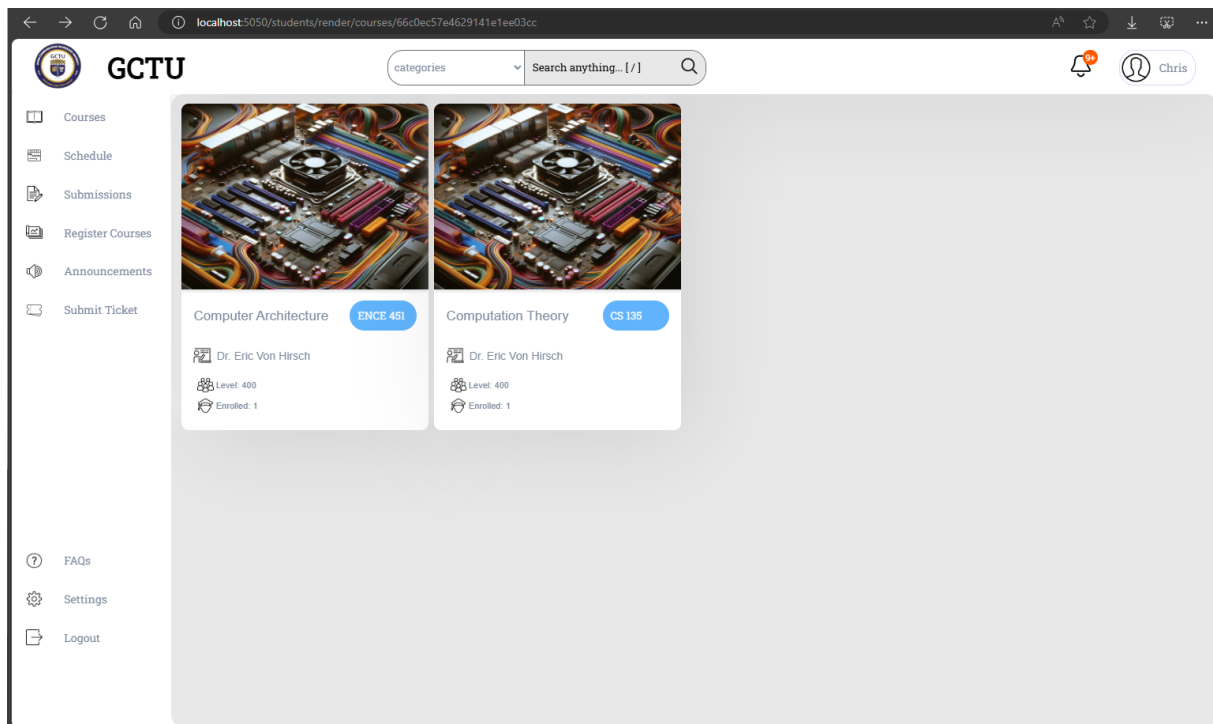 localhost:5050/students/render/courses/66c0ec57e4629141e1ee03cc
GCTU
GCTU
categories
Search anything... [ / ]
9+
Chris
Courses
Schedule
Submissions
Register Courses
Announcements
Submit Ticket
FAQs
Settings
Logout
Computer Architecture
ENCE 451
Dr. Eric Von Hirsch
Level: 400
Enrolled: 1
Computation Theory
CS 135
Dr. Eric Von Hirsch
Level: 400
Enrolled: 1